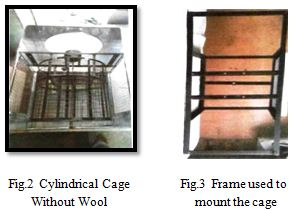 Fig.2  Cylindrical Cage
Without Wool
Fig.3  Frame used to
mount the cage